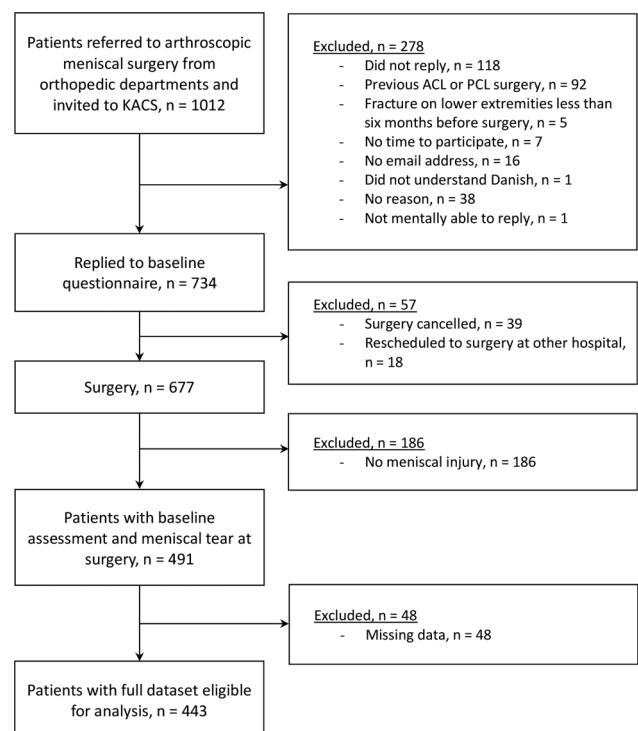 Patients referred to arthroscopic
meniscal surgery from
orthopedic departments and
invited to KACS, n = 1012
Excluded, n = 278
- Did not reply, n = 118
- Previous ACL or PCL surgery, n = 92
- Fracture on lower extremities less than
six months before surgery, n = 5
- No time to participate, n = 7
- No email address, n = 16
- Did not understand Danish, n = 1
- No reason, n = 38
- Not mentally able to reply, n = 1
Replied to baseline
questionnaire, n = 734
Excluded, n = 57
- Surgery cancelled, n = 39
- Rescheduled to surgery at other hospital,
n = 18
Surgery, n = 677
Excluded, n = 186
- No meniscal injury, n = 186
Patients with baseline
assessment and meniscal tear at
surgery, n = 491
Excluded, n = 48
- Missing data, n = 48
Patients with full dataset eligible
for analysis, n = 443